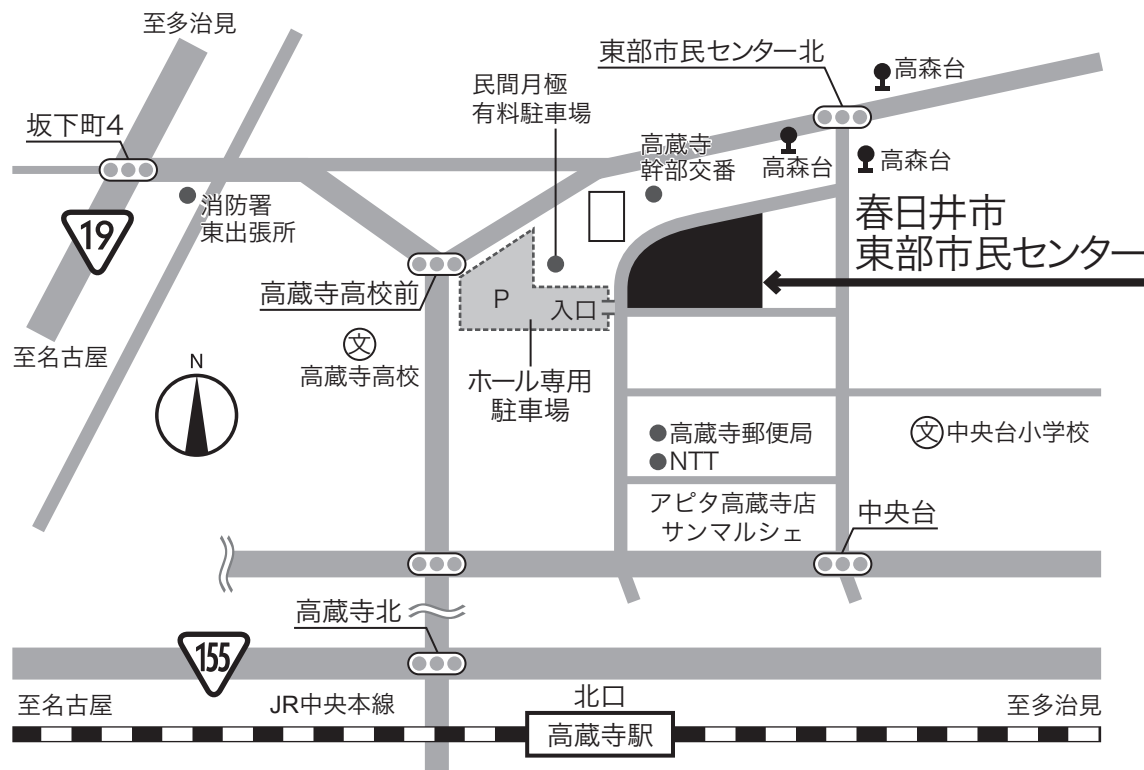 至多治見
東部市民センター北
高森台
民間月極
有料駐車場
坂下町4
高蔵寺
幹部交番
高森台
高森台
消防署
東出張所
19
春日井市
東部市民センター
高蔵寺高校前
P
入口
文
高蔵寺高校
至名古屋
N
ホール専用
駐車場
高蔵寺郵便局
NTT
文
中央台小学校
アピタ高蔵寺店
サンマルシェ
中央台
高蔵寺北
155
至名古屋
JR中央本線
北口
至多治見
高蔵寺駅